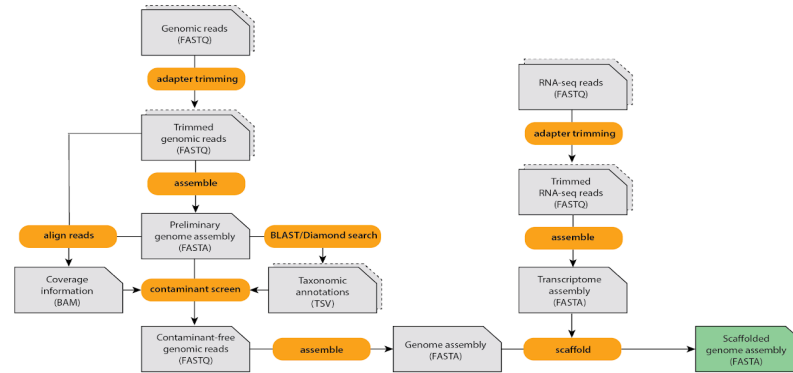 Genomic reads
(FASTQ)
adapter trimming
RNA-seq reads
(FASTQ)
Trimmed
genomic reads
(FASTQ)
adapter trimming
assemble
Trimmed
RNA-seq reads
(FASTQ)
align reads
Preliminary
genome assembly
(FASTA)
BLAST/Diamond search
assemble
Coverage
information
(BAM)
contaminant screen
Taxonomic
annotations
(TSV)
Transcriptome
assembly
(FASTA)
Contaminant-free
genomic reads
(FASTQ)
assemble
Genome assembly
(FASTA)
scaffold
Scaffolded
genome assembly
(FASTA)